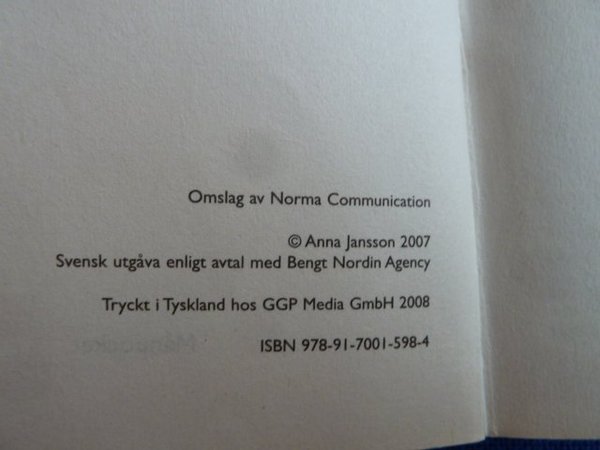 Omslag av Norma Communication
© Anna Jansson 2007
Svensk utgåva enligt avtal med Bengt Nordin Agency
Tryckt i Tyskland hos GGP Media GmbH 2008
ISBN 978-91-7001-598-4